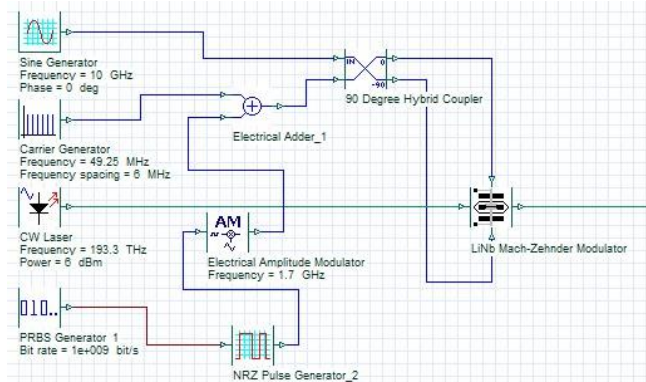 Sine Generator
Frequency = 10 GHz
Phase = 0 deg
IN
0
-90
90 Degree Hybrid Coupler
Electrical Adder_1
Carrier Generator
Frequency = 49.25 MHz
Frequency spacing = 6 MHz
CW Laser
Frequency = 193.3 THz
Power = 6 dBm
AM
Electrical Amplitude Modulator
Frequency = 1.7 GHz
LiNb Mach-Zehnder Modulator
010..
PRBS Generator 1
Bit rate = 1e+009 bit/s
NRZ Pulse Generator_2